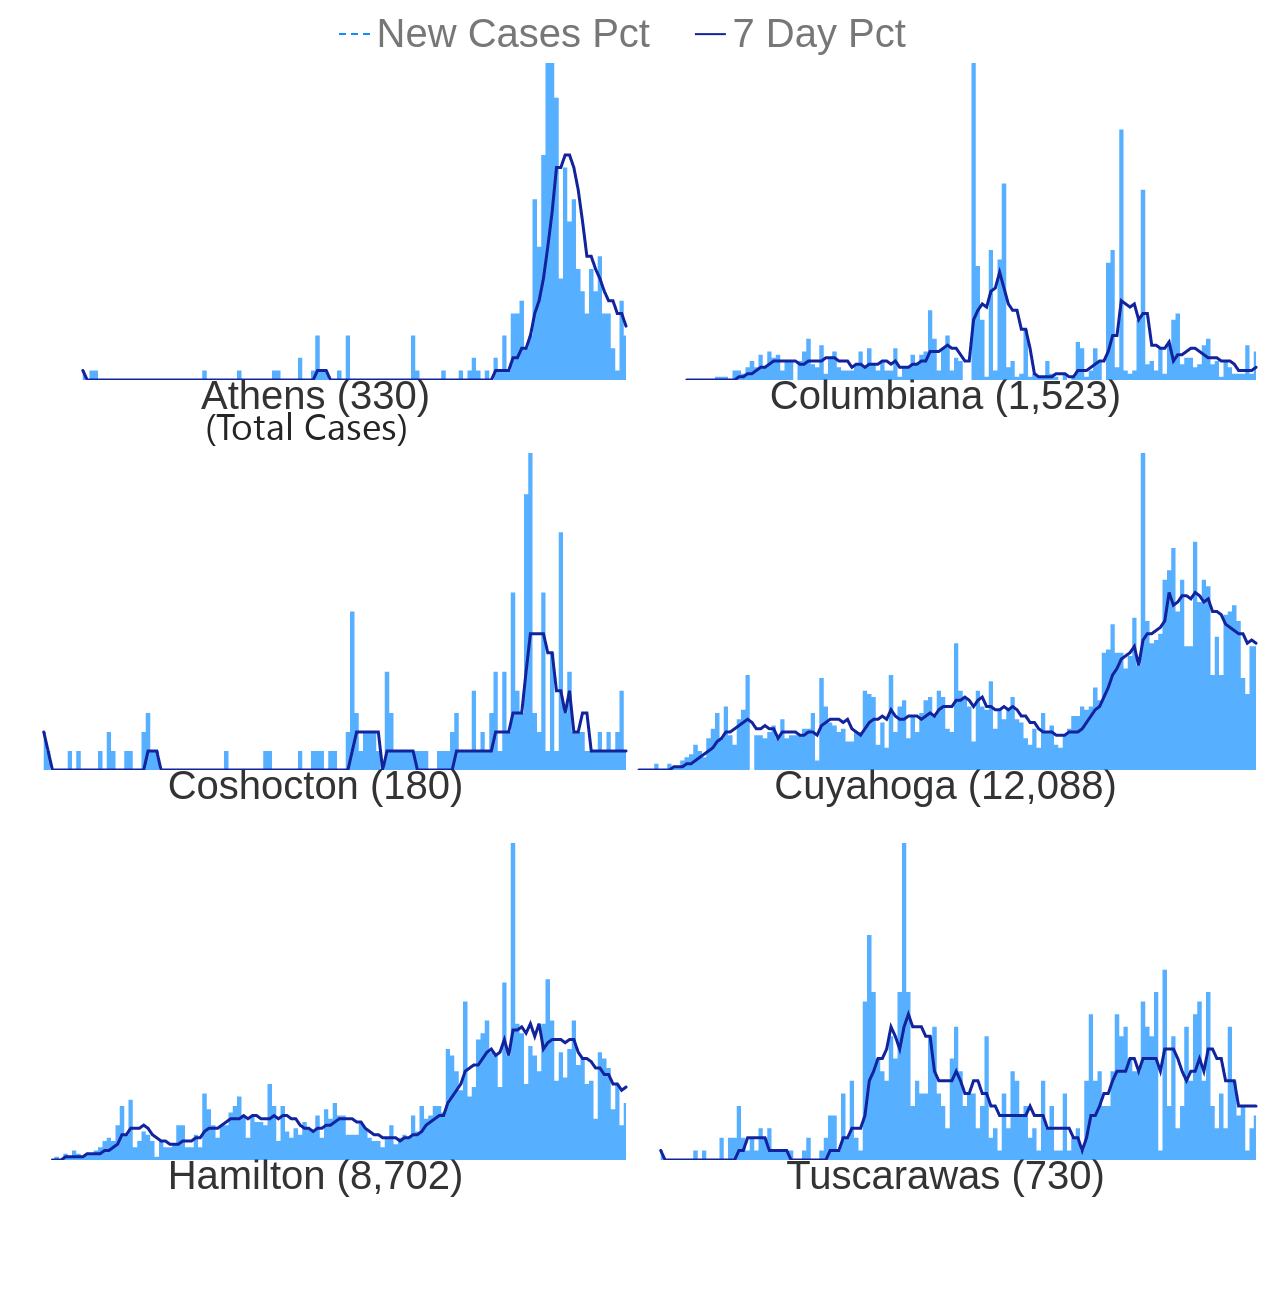 New Cases Pct 7 Day Pct
Athens (330)
(Total Cases)
Columbiana (1,523)
Coshocton (180)
Cuyahoga (12,088)
Hamilton (8,702)
Tuscarawas (730)